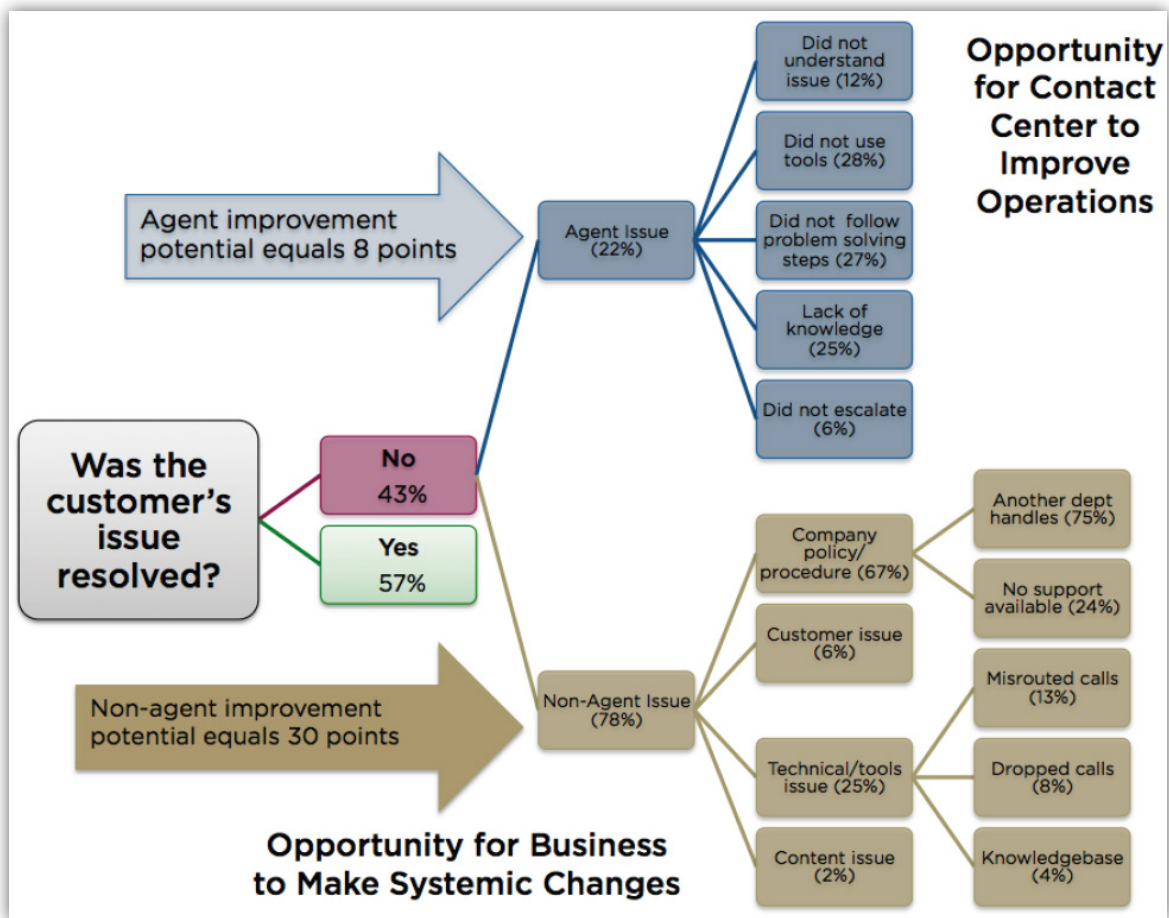 Opportunity
for Contact
Center to
Improve
Operations
Did not
understand
issue (12%)
Did not use
tools (28%)
Agent improvement
potential equals 8 points
Agent Issue
(22%)
Did not  follow
problem solving
steps (27%)
Lack of
knowledge
(25%)
Did not escalate
(6%)
Was the
customer’s
issue
resolved?
No
43%
Yes
57%
Company
policy/
procedure (67%)
Another dept
handles (75%)
No support
available (24%)
Customer issue
(6%)
Non-agent improvement
potential equals 30 points
Non-Agent Issue
(78%)
Misrouted calls
(13%)
Technical/tools
issue (25%)
Dropped calls
(8%)
Content issue
(2%)
Knowledgebase
(4%)
Opportunity for Business
to Make Systemic Changes